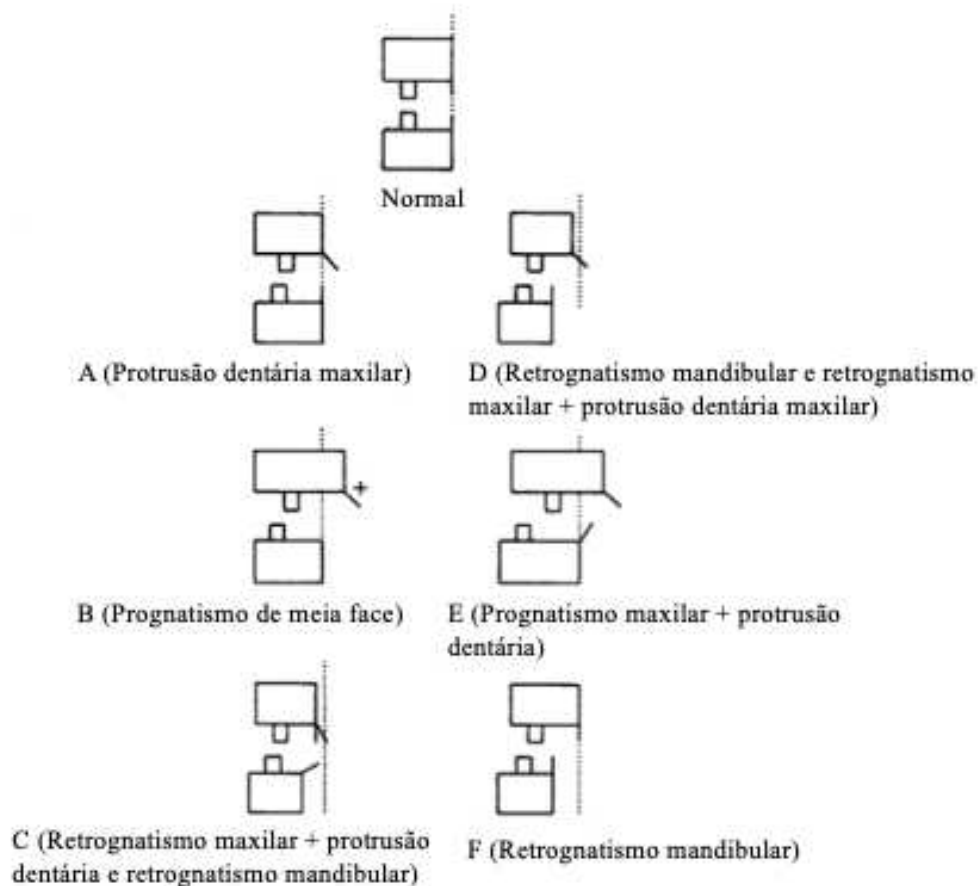 Normal
A (Protrusão dentária maxilar)
D (Retrognatismo mandibular e retrognatismo
maxilar + protrusão dentária maxilar)
+
B (Prognatismo de meia face)
E (Prognatismo maxilar + protrusão
dentária)
C (Retrognatismo maxilar + protrusão
dentária e retrognatismo mandibular)
F (Retrognatismo mandibular)